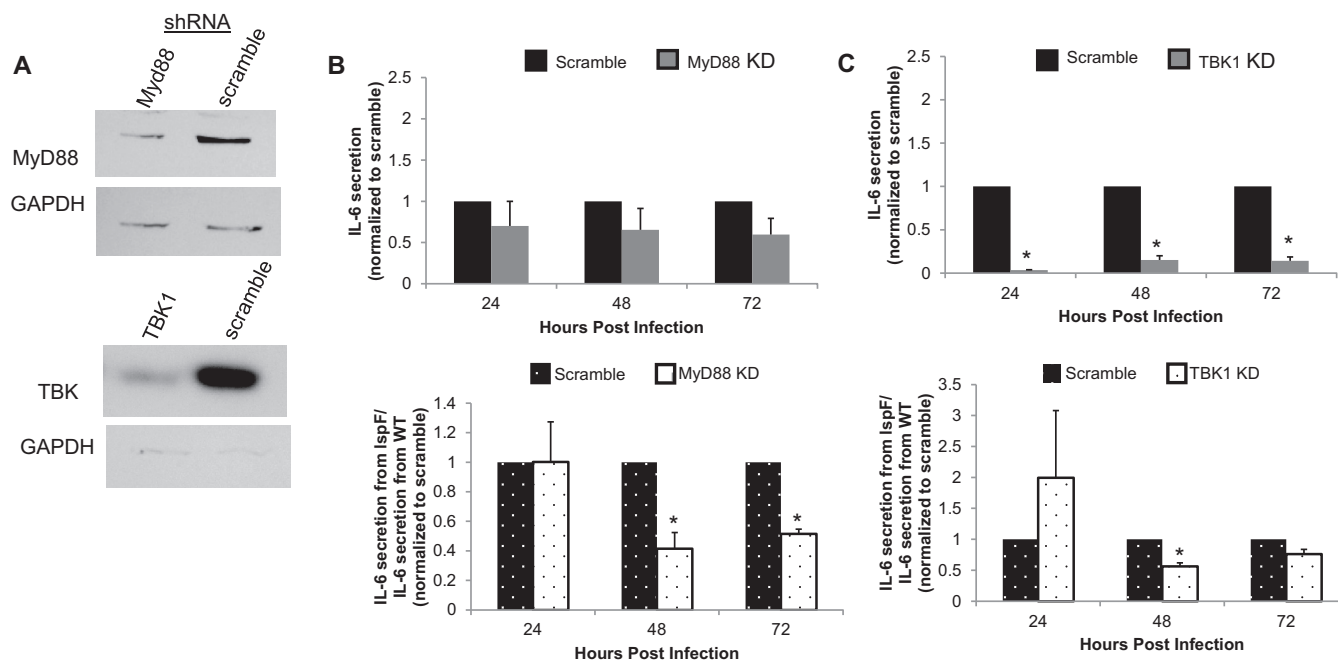 shRNA
A
Myd88
scramble
MyD88
GAPDH
TBK1
scramble
TBK
GAPDH
B
Scramble
MyD88 KD
IL-6 secretion
(normalized to scramble)
2.5
2
1.5
1
0.5
0
24
48
72
*
Hours Post Infection
Scramble
MyD88 KD
IL-6 secretion from lspF/
IL-6 secretion from WT
(normalized to scramble)
1.4
1.2
1
0.8
0.6
0.4
0.2
0
*
*
24
48
72
Hours Post Infection
C
Scramble
TBK1 KD
IL-6 secretion
(normalized to scramble)
2.5
2
1.5
1
0.5
0
*
*
*
24
48
72
Hours Post Infection
Scramble
TBK1 KD
IL-6 secretion from lspF/
IL-6 secretion from WT
(normalized to scramble)
3.5
3
2.5
2
1.5
1
0.5
0
*
24
48
72
Hours Post Infection